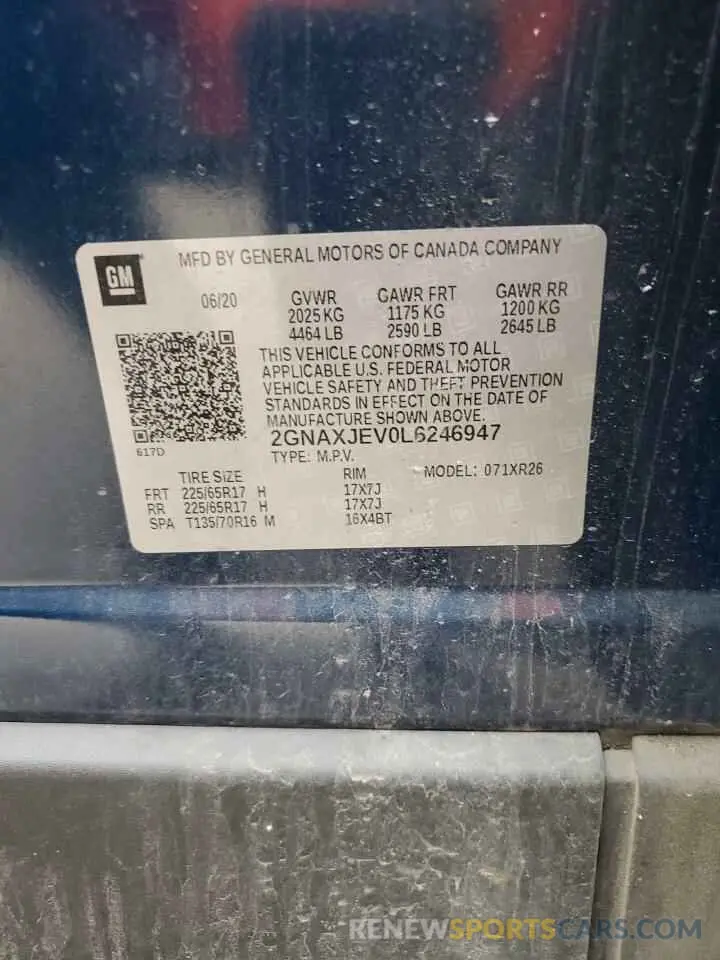 GM
MFD BY GENERAL MOTORS OF CANADA COMPANY
06/20 GVWR GAWR FRT GAWR RR
2025 KG 1175 KG 1200 KG
4464 LB 2590 LB 2645 LB
THIS VEHICLE CONFORMS TO ALL
APPLICABLE U.S. FEDERAL MOTOR
VEHICLE SAFETY AND THEFT PREVENTION
STANDARDS IN EFFECT ON THE DATE OF
MANUFACTURE SHOWN ABOVE.
2GNAXJEV0L6246947
617D
TYPE: M.P.V.
TIRE SIZE RIM MODEL: 071XR26
FRT 225/65R17 H 17X7J
RR 225/65R17 H 17X7J
SPA T135/70R16 M 16X4BT
RENEWSPORTSCARS.COM